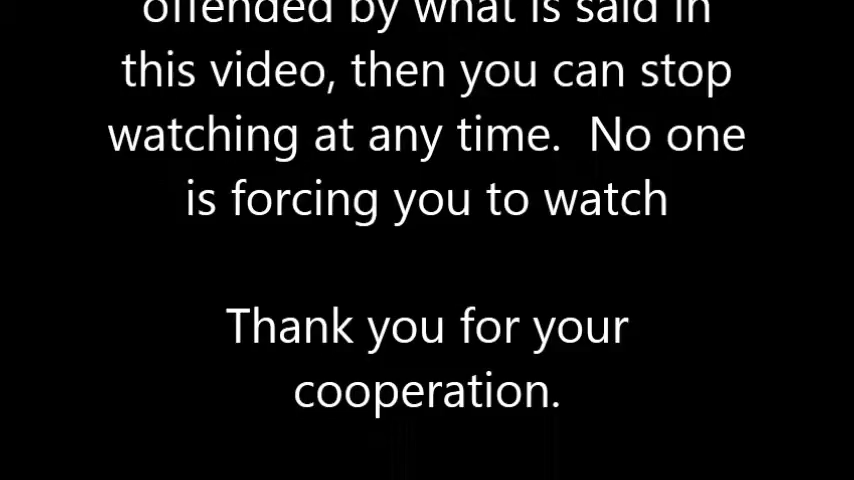 offended by what is said in
this video, then you can stop
watching at any time.  No one
is forcing you to watch
Thank you for your
cooperation.